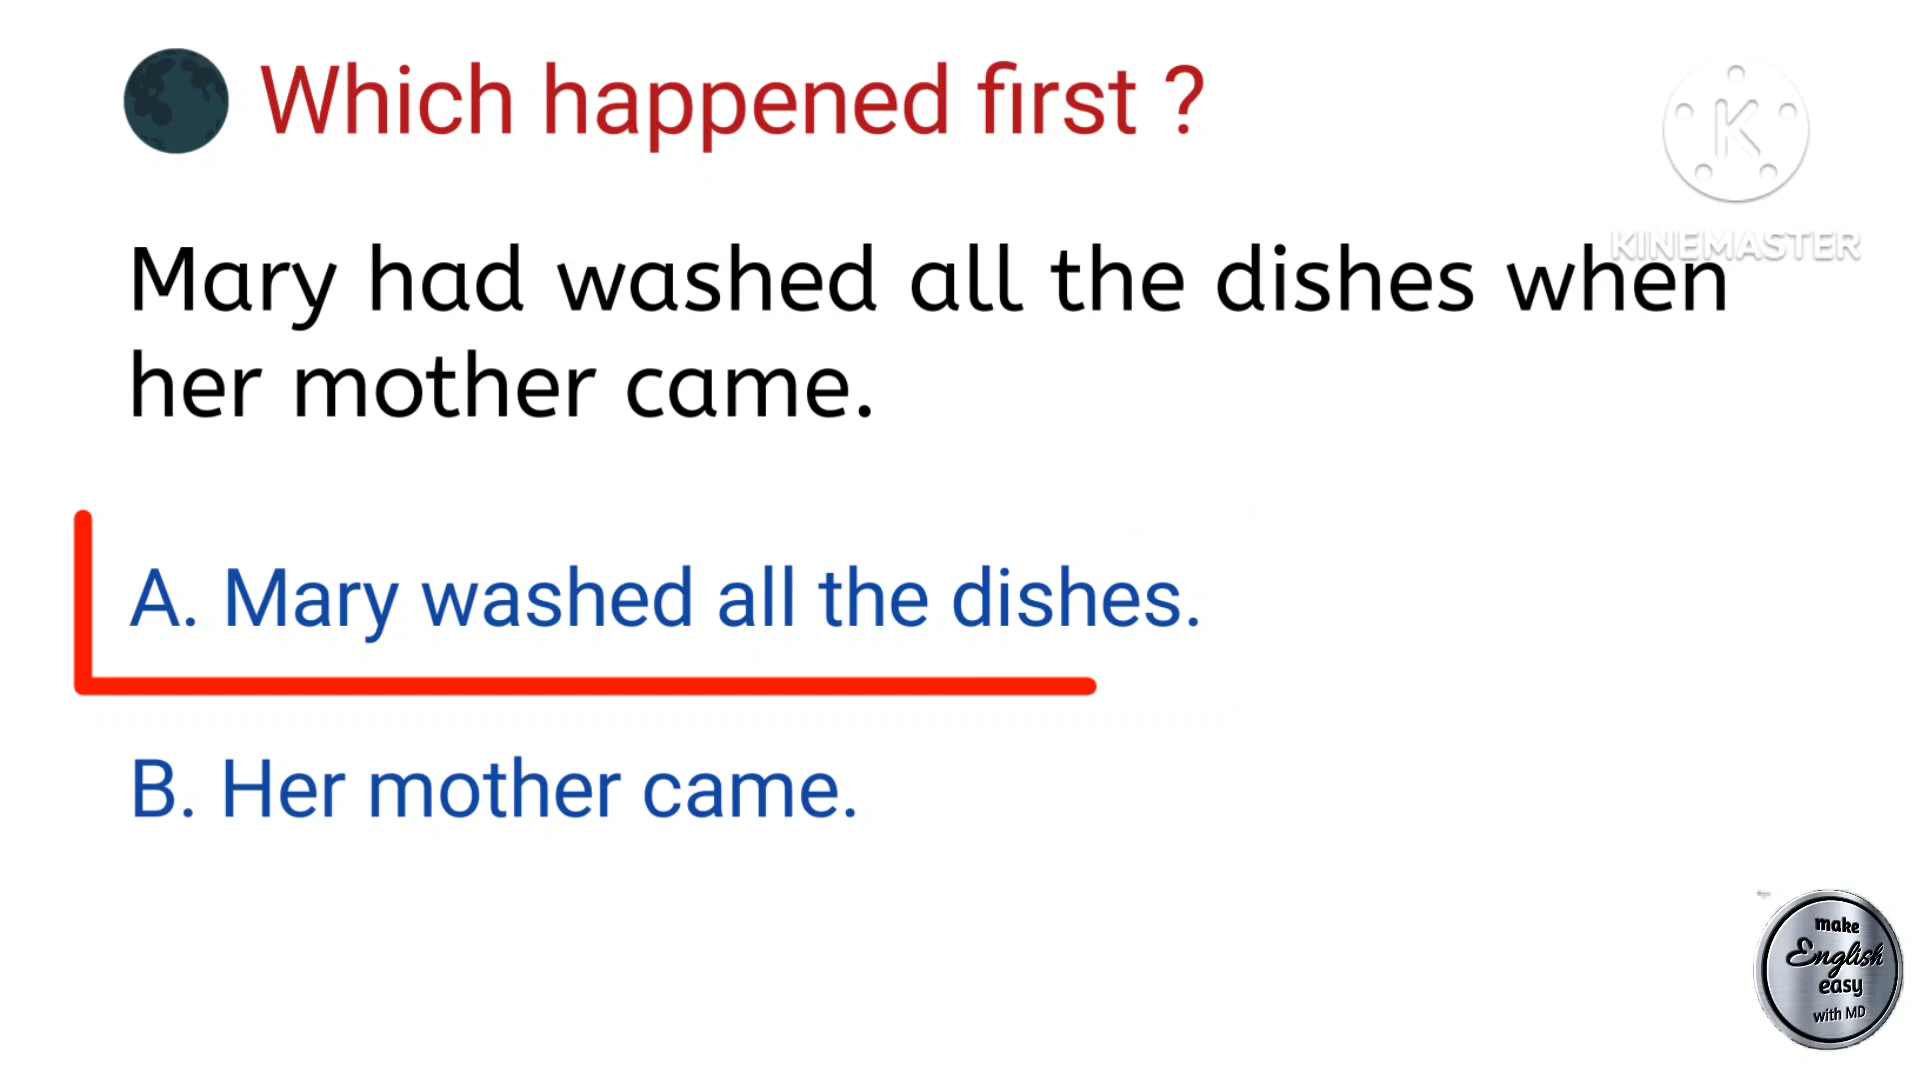 Which happened first ?
KINEMASTER
Mary had washed all the dishes when
her mother came.
A. Mary washed all the dishes.
B. Her mother came.
make
English
easy
with MD